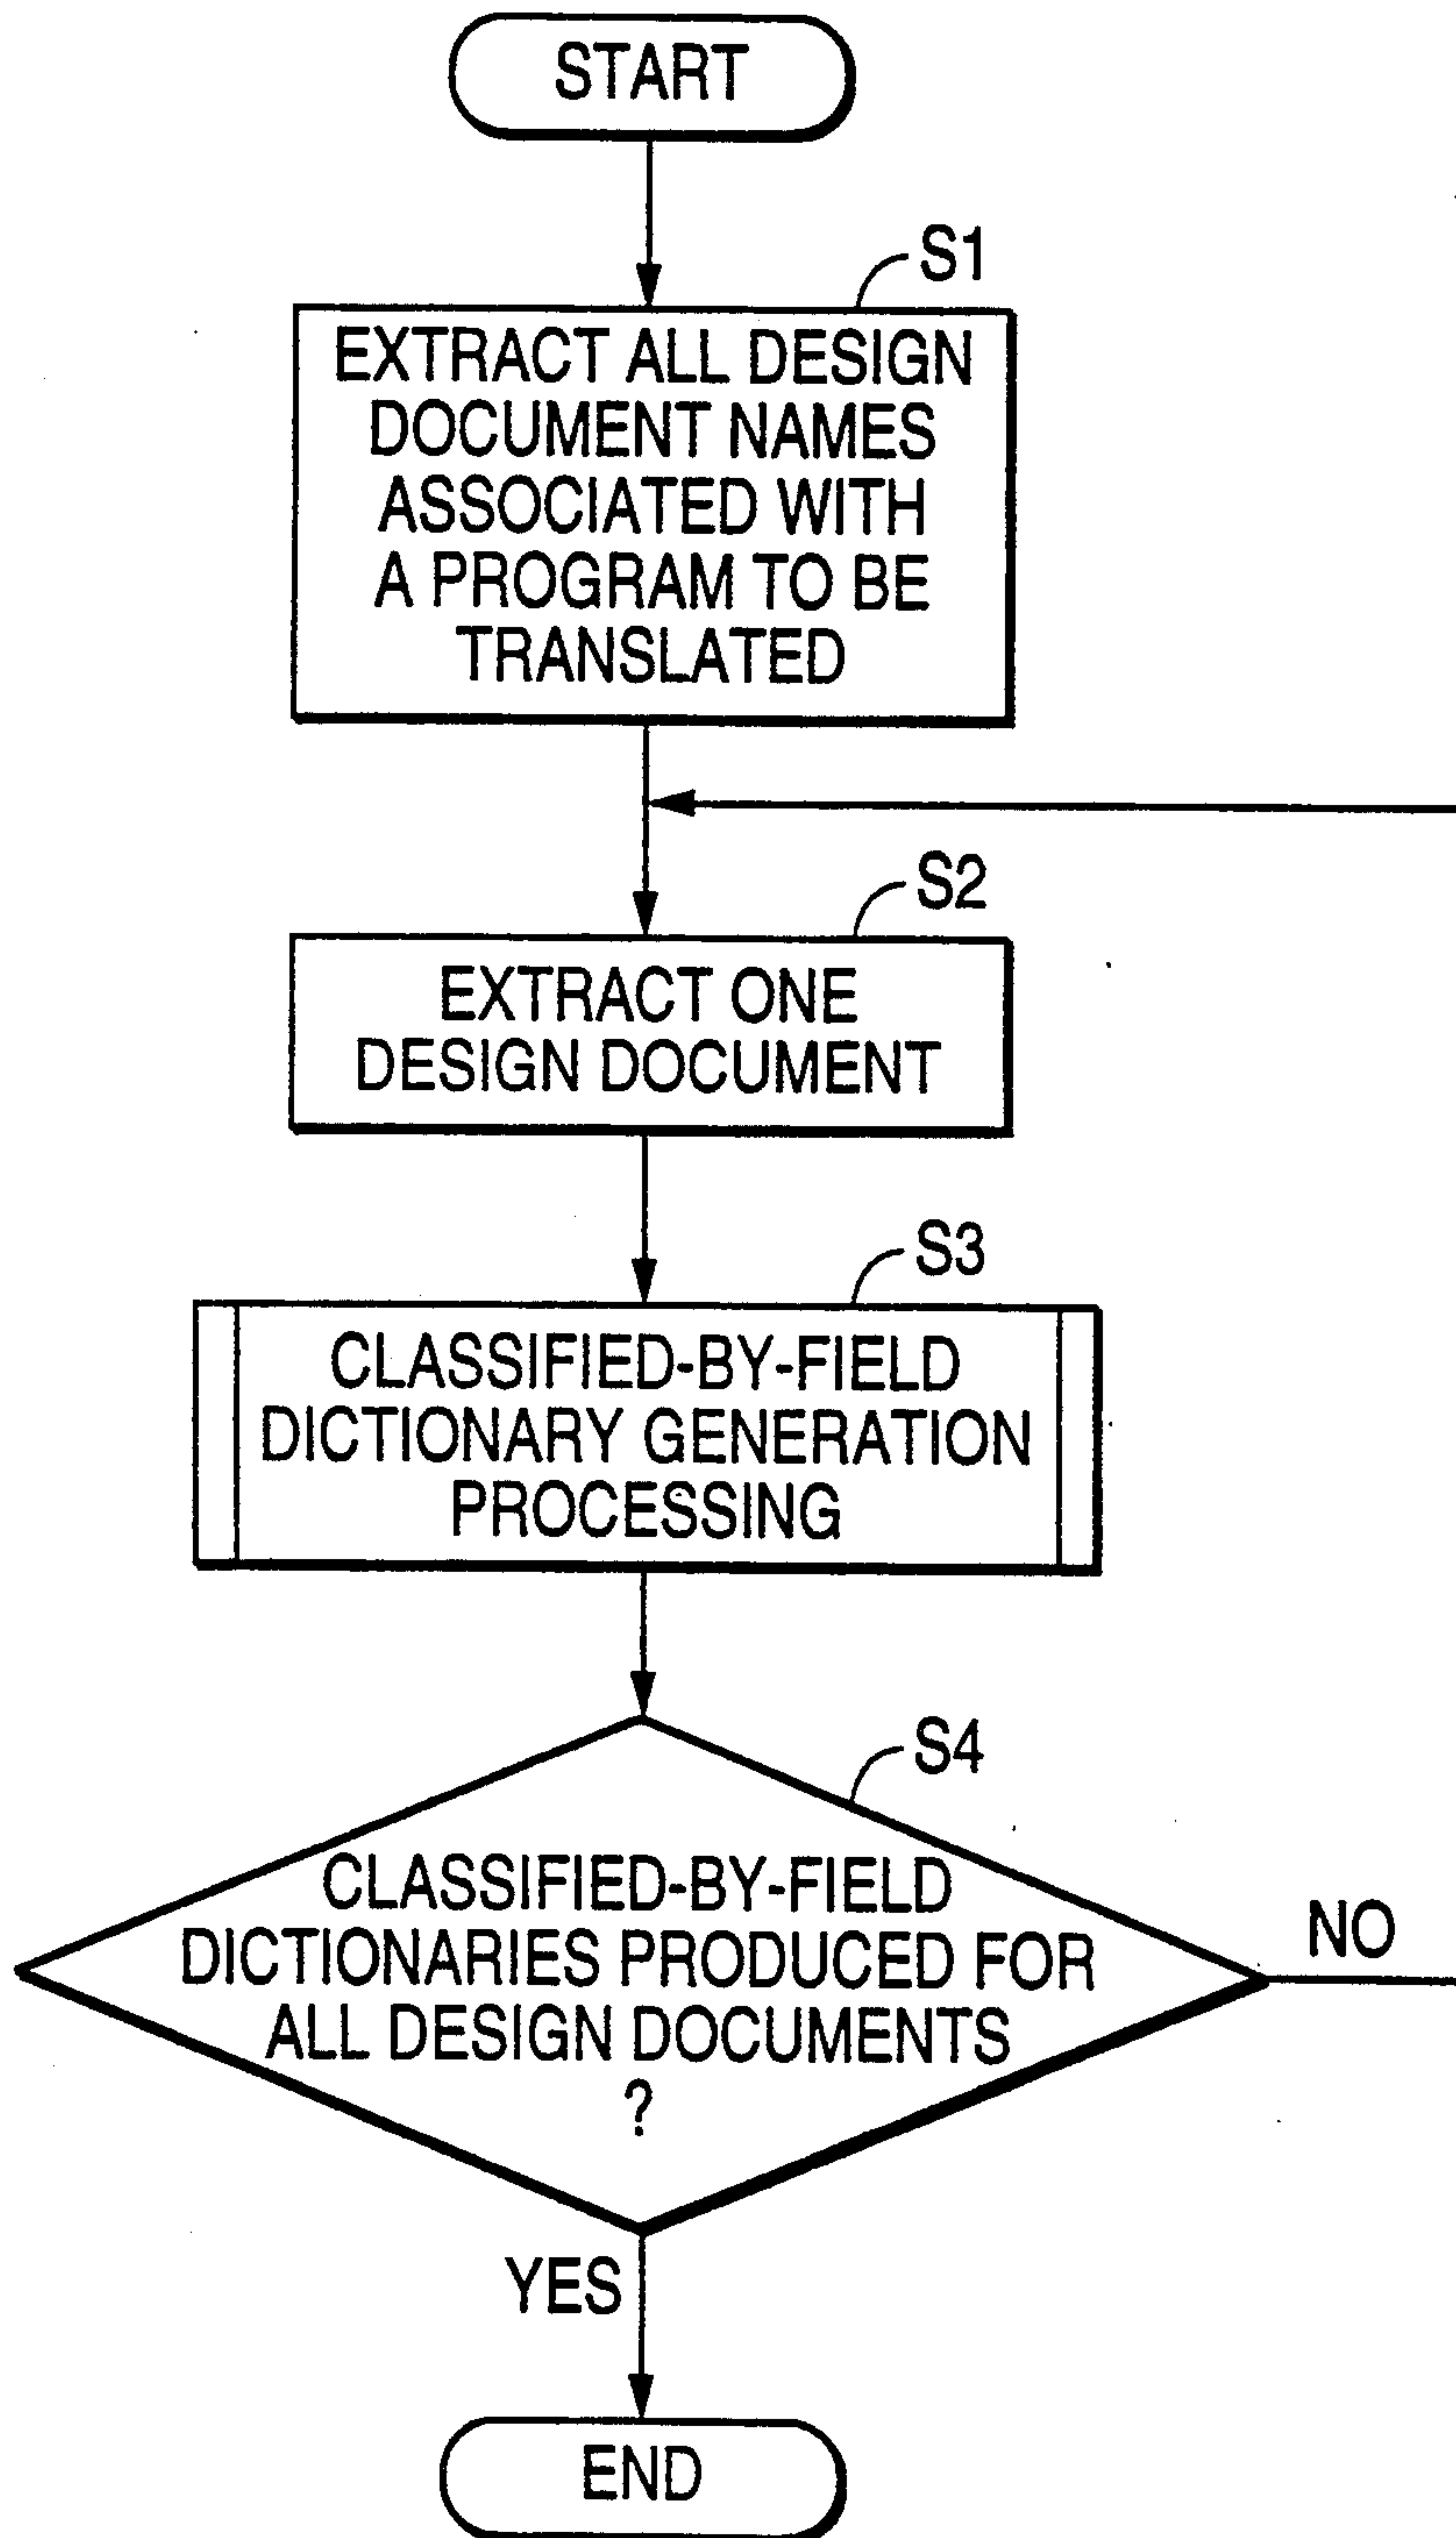 START
S1
EXTRACT ALL DESIGN
DOCUMENT NAMES
ASSOCIATED WITH
A PROGRAM TO BE
TRANSLATED
S2
EXTRACT ONE
DESIGN DOCUMENT
S3
CLASSIFIED-BY-FIELD
DICTIONARY GENERATION
PROCESSING
S4
CLASSIFIED-BY-FIELD
DICTIONARIES PRODUCED FOR
ALL DESIGN DOCUMENTS
?
NO
YES
END